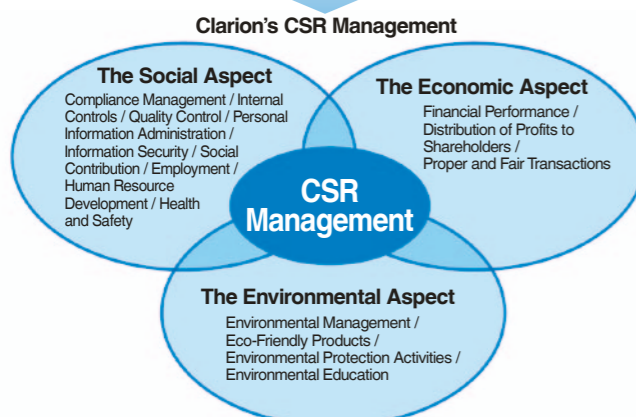 Clarion's CSR Management
The Social Aspect
Compliance Management / Internal
Controls / Quality Control / Personal
Information Administration /
Information Security / Social
Contribution / Employment /
Human Resource
Development / Health
and Safety
The Economic Aspect
Financial Performance /
Distribution of Profits to
Shareholders /
Proper and Fair Transactions
CSR
Management
The Environmental Aspect
Environmental Management /
Eco-Friendly Products /
Environmental Protection Activities /
Environmental Education